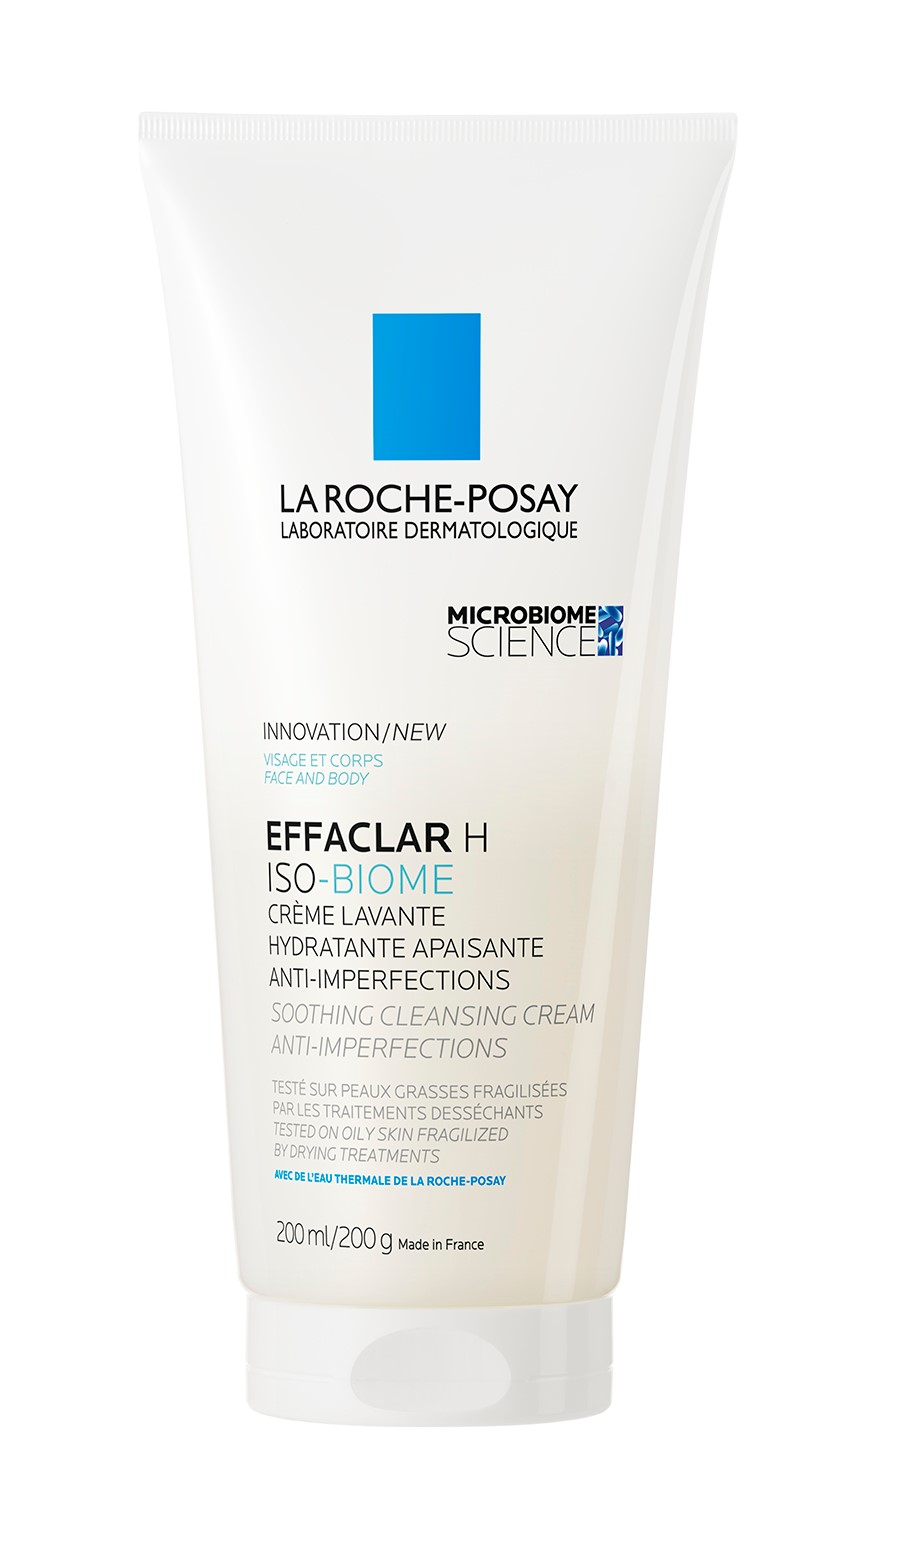 LA ROCHE-POSAY
LABORATOIRE DERMATOLOGIQUE
MICROBIOME
SCIENCE
INNOVATION/NEW
VISAGE ET CORPS
FACE AND BODY
EFFACLAR H
ISO-BIOME
CRÈME LAVANTE
HYDRATANTE APAISANTE
ANTI-IMPERFECTIONS
SOOTHING CLEANSING CREAM
ANTI-IMPERFECTIONS
TESTÉ SUR PEAUX GRASSES FRAGILISÉES
PAR LES TRAITEMENTS DESSÉCHANTS
TESTED ON OILY SKIN FRAGILIZED
BY DRYING TREATMENTS
AVEC DE L'EAU THERMALE DE LA ROCHE-POSAY
200 ml/200 g Made in France